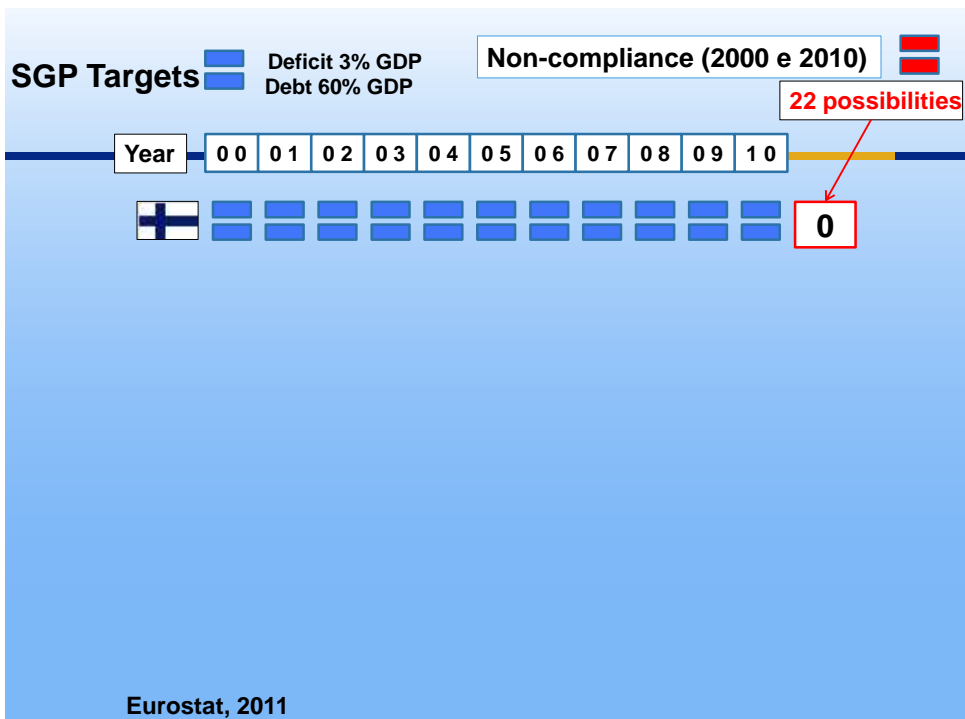 SGP Targets
Deficit 3% GDP
Debt 60% GDP
Non-compliance (2000 e 2010)
22 possibilities
Year 0 0 0 1 0 2 0 3 0 4 0 5 0 6 0 7 0 8 0 9 1 0
0
Eurostat, 2011